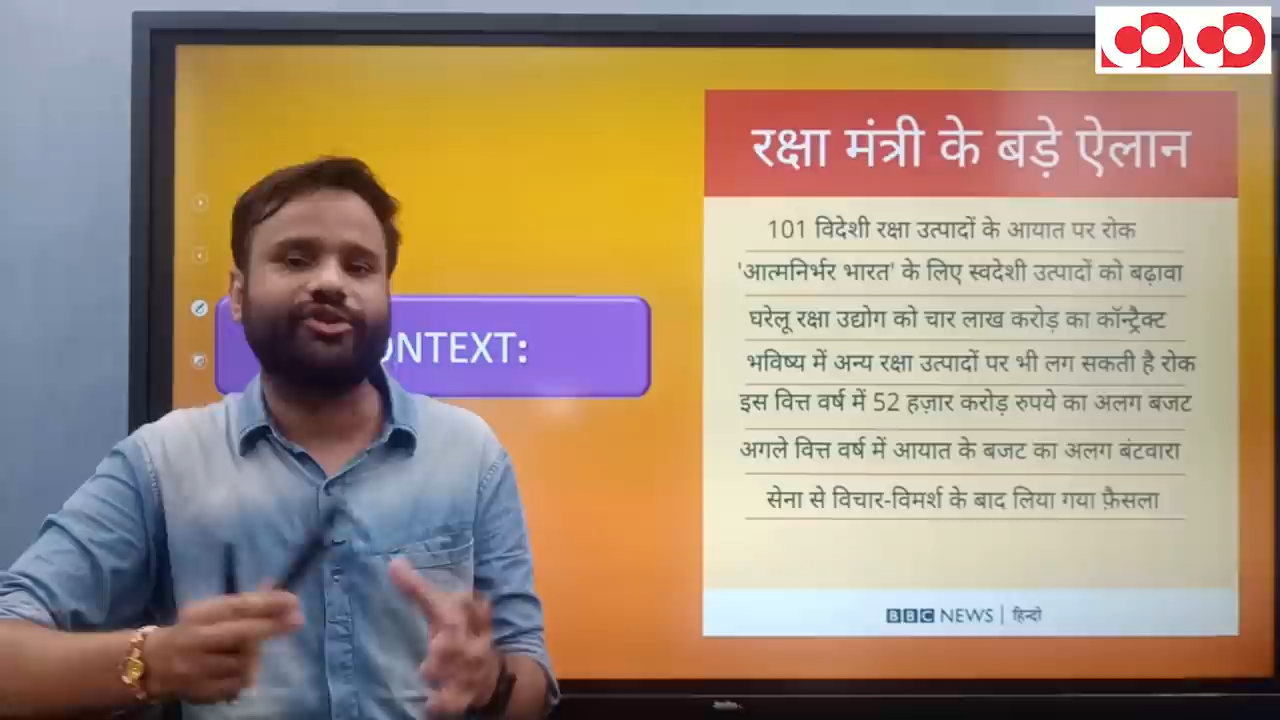 रक्षा मंत्री के बड़े ऐलान
101 विदेशी रक्षा उत्पादों के आयात पर रोक
'आत्मनिर्भर भारत' के लिए स्वदेशी उत्पादों को बढ़ावा
घरेलू रक्षा उद्योग को चार लाख करोड़ का कॉन्ट्रैक्ट
भविष्य में अन्य रक्षा उत्पादों पर भी लग सकती है रोक
इस वित्त वर्ष में 52 हज़ार करोड़ रुपये का अलग बजट
अगले वित्त वर्ष में आयात के बजट का अलग बंटवारा
सेना से विचार-विमर्श के बाद लिया गया फ़ैसला
BBC NEWS | हिन्दी
ONTEXT: